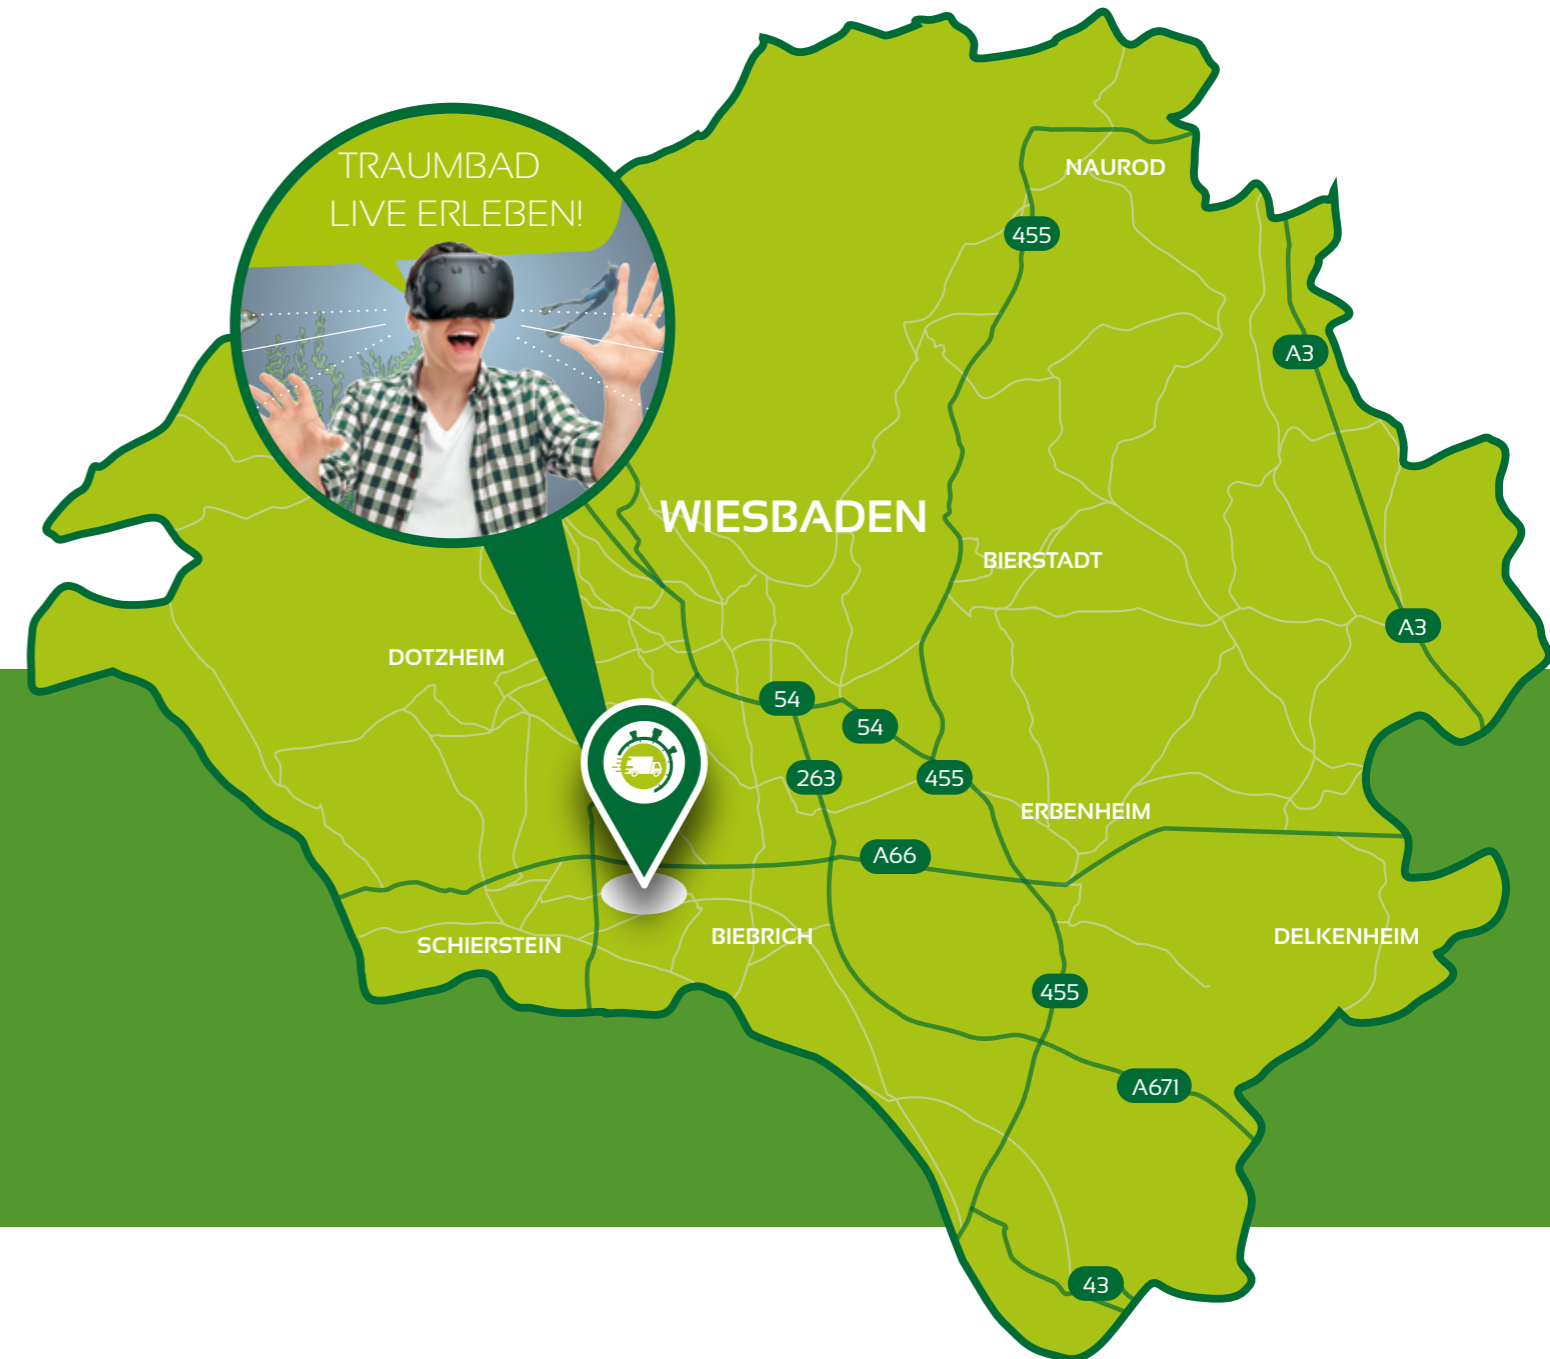 TRAUMBAD
LIVE ERLEBEN!
NAUROD
455
A3
WIESBADEN
BIERSTADT
A3
DOTZHEIM
54
54
263
455
ERBENHEIM
A66
SCHIERSTEIN
BIEBRICH
DELKENHEIM
455
A671
43